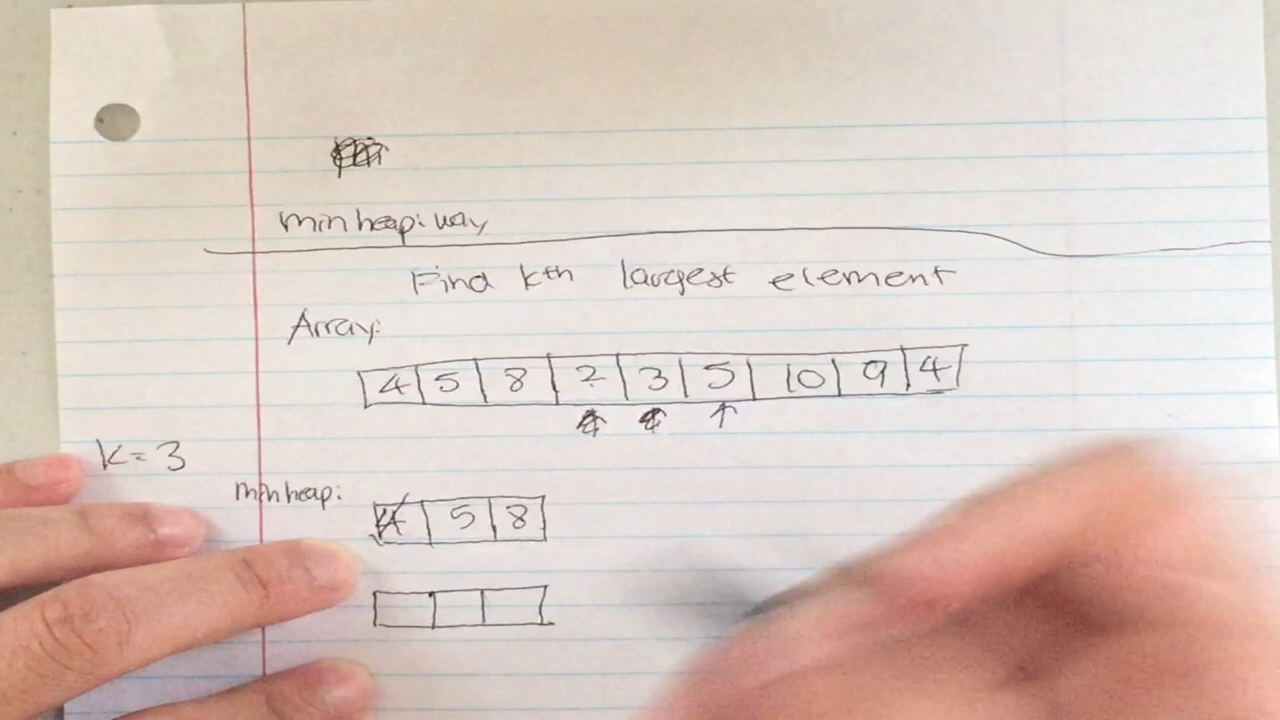 min heap: way
Find kth largest element
Array:
4 5 8 2 3 5 10 9 4
K = 3
min heap:
4 5 8